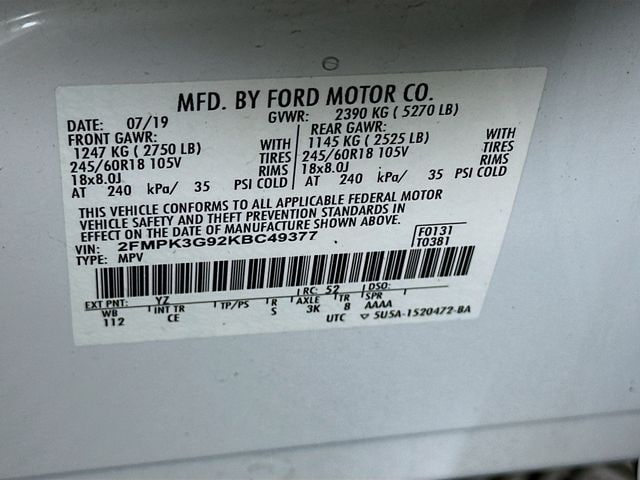 MFD. BY FORD MOTOR CO.
DATE: 07/19 GVWR: 2390 KG ( 5270 LB)
FRONT GAWR: REAR GAWR:
1247 KG ( 2750 LB) WITH 1145 KG ( 2525 LB) WITH
245/60R18 105V TIRES 245/60R18 105V TIRES
18x8.0J RIMS 18x8.0J RIMS
AT 240 kPa/ 35 PSI COLD AT 240 kPa/ 35 PSI COLD
THIS VEHICLE CONFORMS TO ALL APPLICABLE FEDERAL MOTOR
VEHICLE SAFETY AND THEFT PREVENTION STANDARDS IN
EFFECT ON THE DATE OF MANUFACTURE SHOWN ABOVE.
VIN: 2FMPK3G92KBC49377 F0131
TYPE: MPV T0381
EXT PNT: YZ RC: 52 DSO:
WB INT TR TP/PS R AXLE TR SPR
112 CE S 3K 8 AAAA
UTC ▽ 5USA-1520472-BA